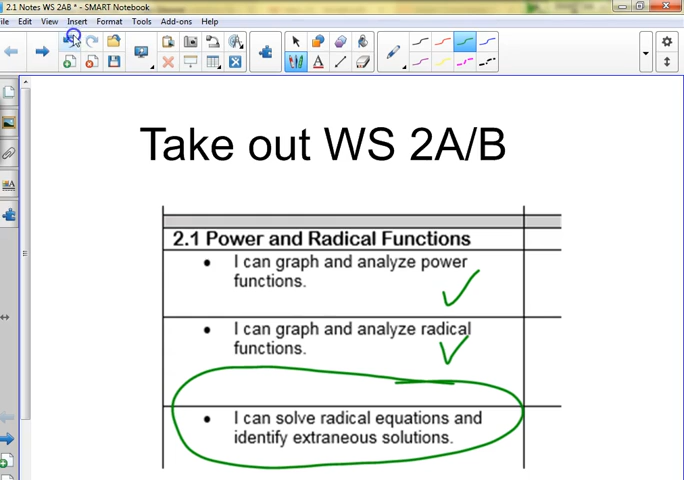 2.1 Notes WS 2AB * - SMART Notebook
Edit View Insert Format Tools Add-ons Help
Take out WS 2A/B
2.1 Power and Radical Functions
• I can graph and analyze power
functions.
• I can graph and analyze radical
functions.
• I can solve radical equations and
identify extraneous solutions.